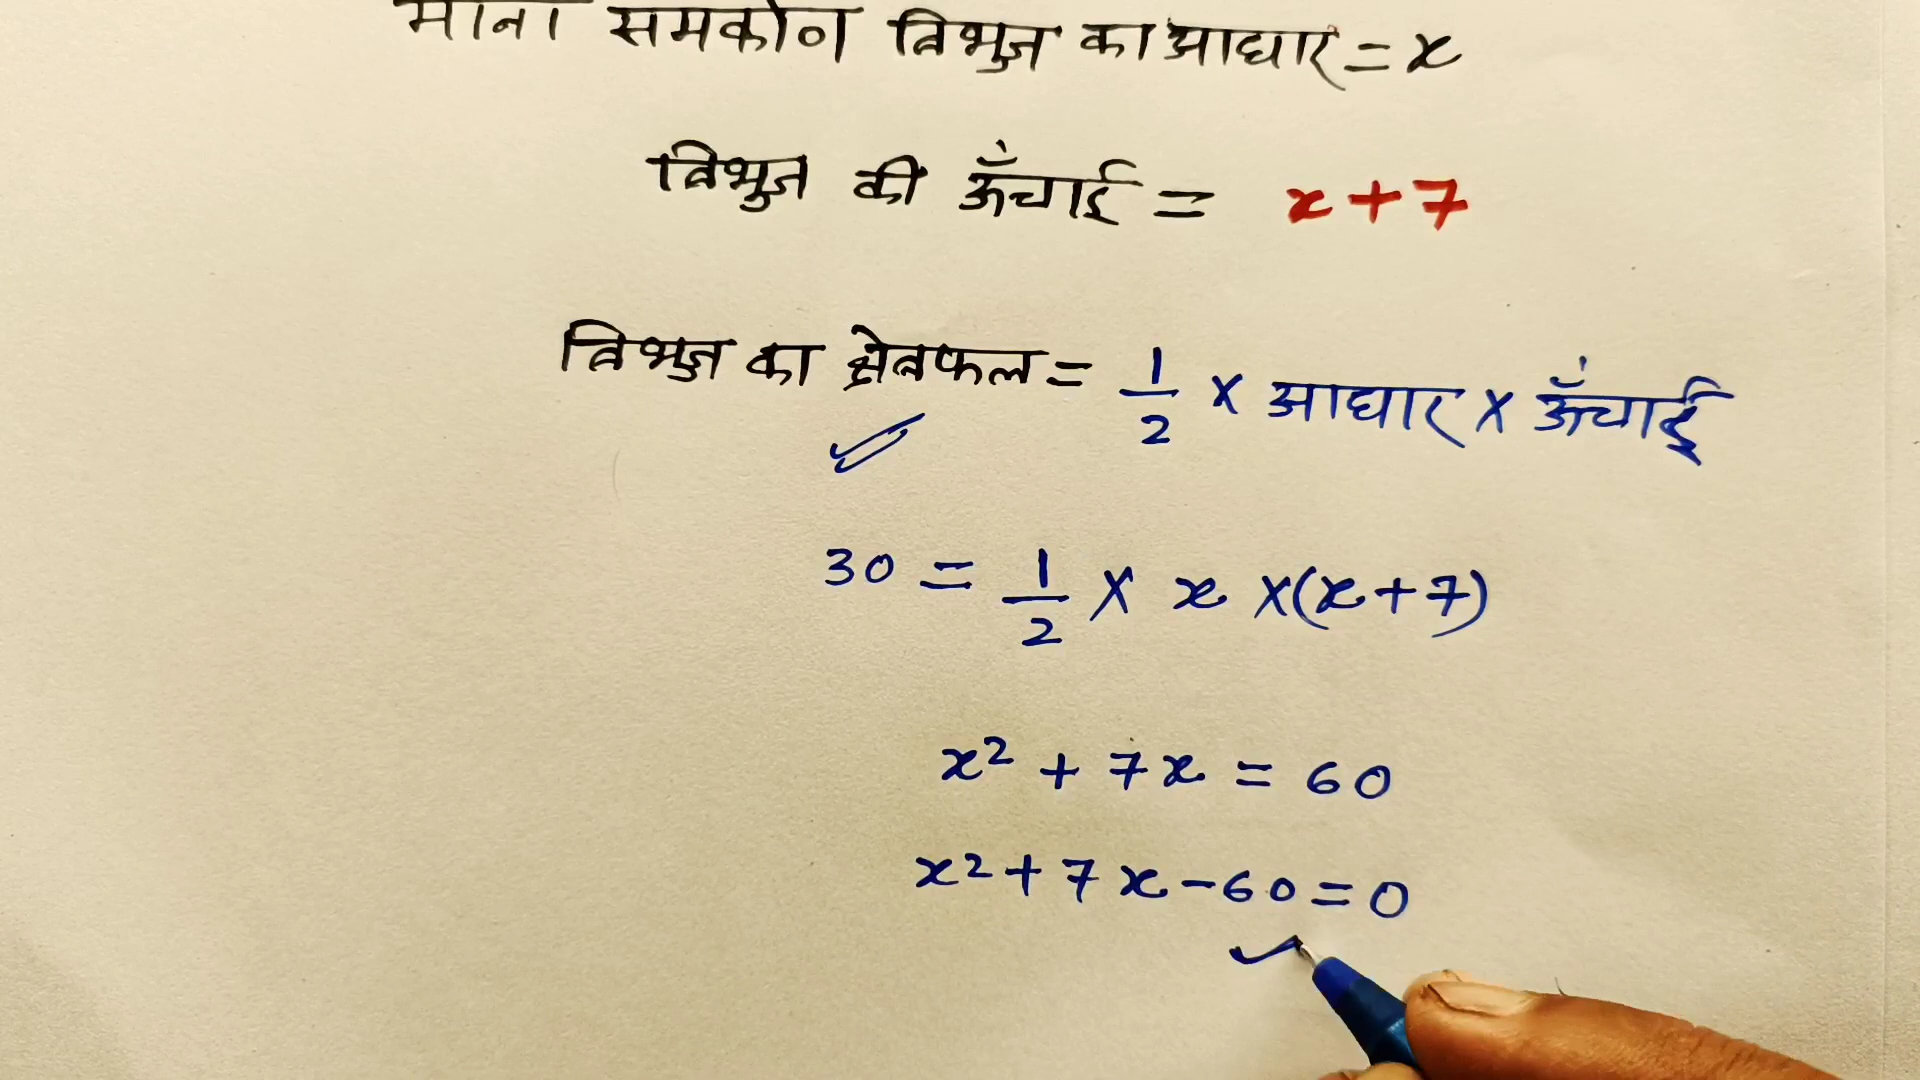 माना समकोण त्रिभुज का आधार = x
त्रिभुज की ऊँचाई = x + 7
त्रिभुज का क्षेत्रफल = 1/2 × आधार × ऊँचाई
30 = 1/2 × x × (x + 7)
x² + 7x = 60
x² + 7x - 60 = 0